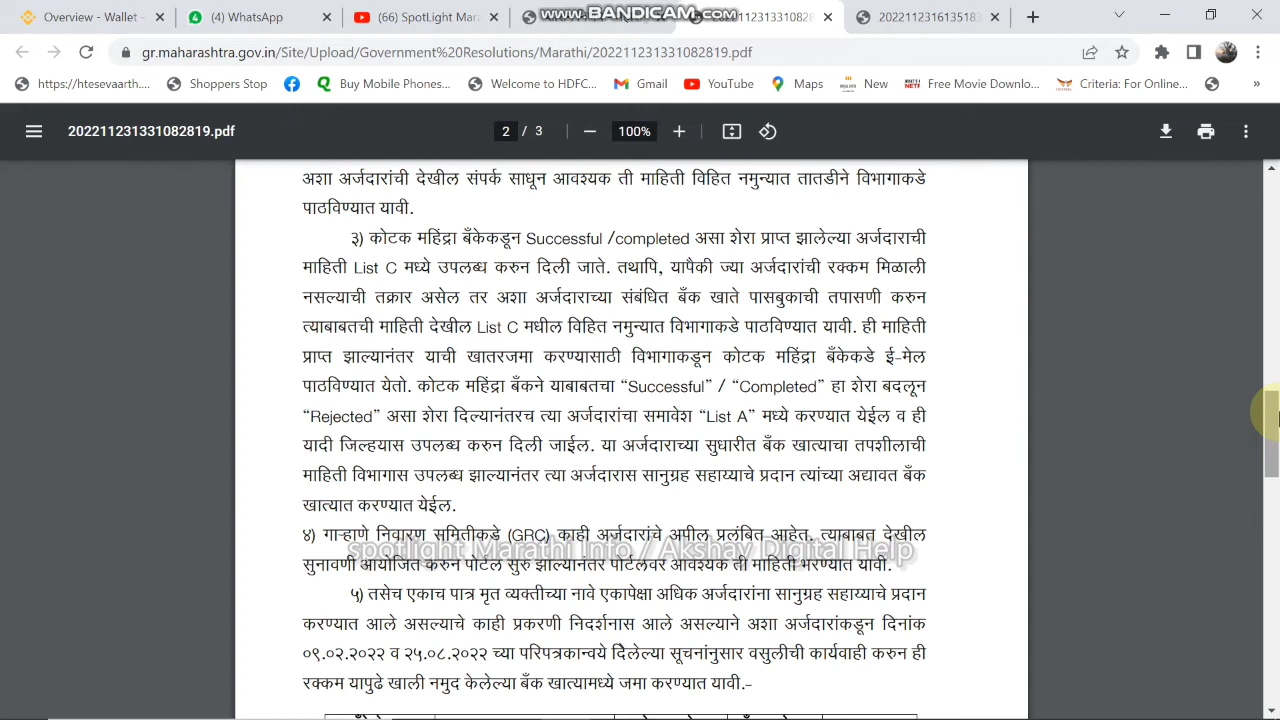 Overview - Wallet -
(4) WhatsApp
(66) SpotLight Mara
www.BANDICAM.com
2022112313310828
20221123161351831
gr.maharashtra.gov.in/Site/Upload/Government%20Resolutions/Marathi/202211231331082819.pdf
https://htesevaarth...
Shoppers Stop
Buy Mobile Phones...
Welcome to HDFC...
Gmail
YouTube
Maps
New
Free Movie Downlo...
Criteria: For Online...
»
202211231331082819.pdf
2 / 3
100%
अशा अर्जदारांची देखील संपर्क साधून आवश्यक ती माहिती विहित नमुन्यात तातडीने विभागाकडे
पाठविण्यात यावी.
३) कोटक महिंद्रा बँकेकडून Successful /completed असा शेरा प्राप्त झालेल्या अर्जदाराची
माहिती List C मध्ये उपलब्ध करुन दिली जाते. तथापि, यापैकी ज्या अर्जदारांची रक्कम मिळाली
नसल्याची तक्रार असेल तर अशा अर्जदाराच्या संबंधित बँक खाते पासबुकाची तपासणी करुन
त्याबाबतची माहिती देखील List C मधील विहित नमुन्यात विभागाकडे पाठविण्यात यावी. ही माहिती
प्राप्त झाल्यानंतर याची खातरजमा करण्यासाठी विभागाकडून कोटक महिंद्रा बँकेकडे ई-मेल
पाठविण्यात येतो. कोटक महिंद्रा बँकने याबाबतचा “Successful” / “Completed” हा शेरा बदलून
“Rejected” असा शेरा दिल्यानंतरच त्या अर्जदारांचा समावेश “List A” मध्ये करण्यात येईल व ही
यादी जिल्हयास उपलब्ध करुन दिली जाईल. या अर्जदाराच्या सुधारीत बँक खात्याचा तपशीलाची
माहिती विभागास उपलब्ध झाल्यानंतर त्या अर्जदारास सानुग्रह सहाय्याचे प्रदान त्यांच्या अद्यावत बँक
खात्यात करण्यात येईल.
४) गाऱ्हाणे निवारण समितीकडे (GRC) काही अर्जदारांचे अपील प्रलंबित आहेत. त्याबाबत देखील
spotlight Marathi Info / Akshay Digital Help
सुनावणी आयोजित करुन पोर्टल सुरु झाल्यानंतर पोर्टलवर आवश्यक ती माहिती भरण्यात यावी.
५) तसेच एकाच पात्र मृत व्यक्तीच्या नावे एकापेक्षा अधिक अर्जदारांना सानुग्रह सहाय्याचे प्रदान
करण्यात आले असल्याचे काही प्रकरणी निदर्शनास आले असल्याने अशा अर्जदारांकडून दिनांक
०९.०२.२०२२ व २५.०८.२०२२ च्या परिपत्रकान्वये दिलेल्या सूचनांनुसार वसुलीची कार्यवाही करुन ही
रक्कम यापुढे खाली नमुद केलेल्या बँक खात्यामध्ये जमा करण्यात यावी.-